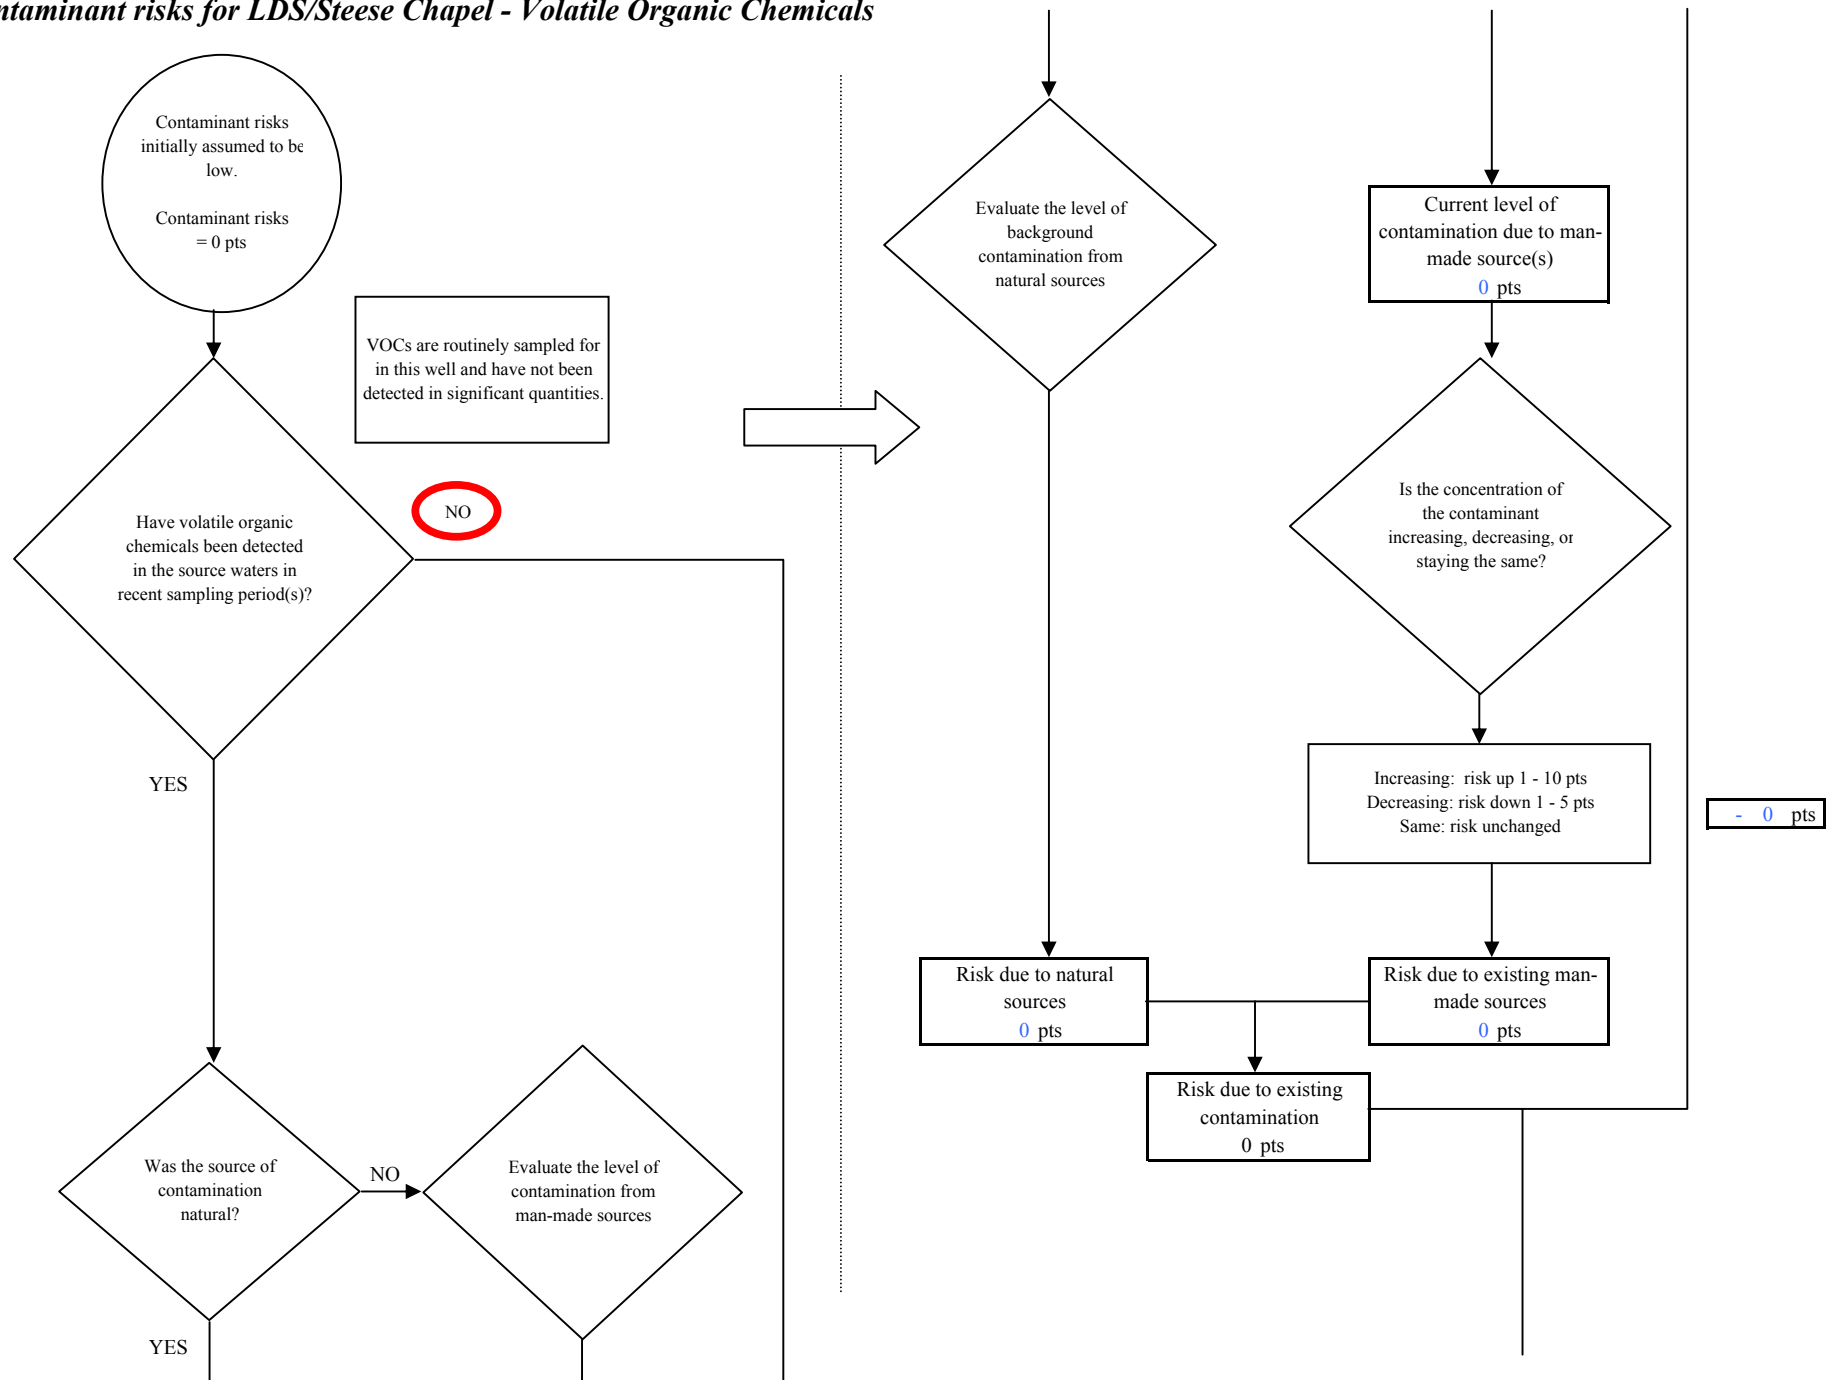 ntaminant risks for LDS/Steese Chapel - Volatile Organic Chemicals
Contaminant risks
initially assumed to be
low.
Contaminant risks
= 0 pts
VOCs are routinely sampled for
in this well and have not been
detected in significant quantities.
NO
Have volatile organic
chemicals been detected
in the source waters in
recent sampling period(s)?
YES
Was the source of
contamination
natural?
NO
Evaluate the level of
contamination from
man-made sources
YES
Evaluate the level of
background
contamination from
natural sources
Current level of
contamination due to man-
made source(s)
0 pts
Is the concentration of
the contaminant
increasing, decreasing, or
staying the same?
Increasing: risk up 1 - 10 pts
Decreasing: risk down 1 - 5 pts
Same: risk unchanged
- 0 pts
Risk due to natural
sources
0 pts
Risk due to existing man-
made sources
0 pts
Risk due to existing
contamination
0 pts